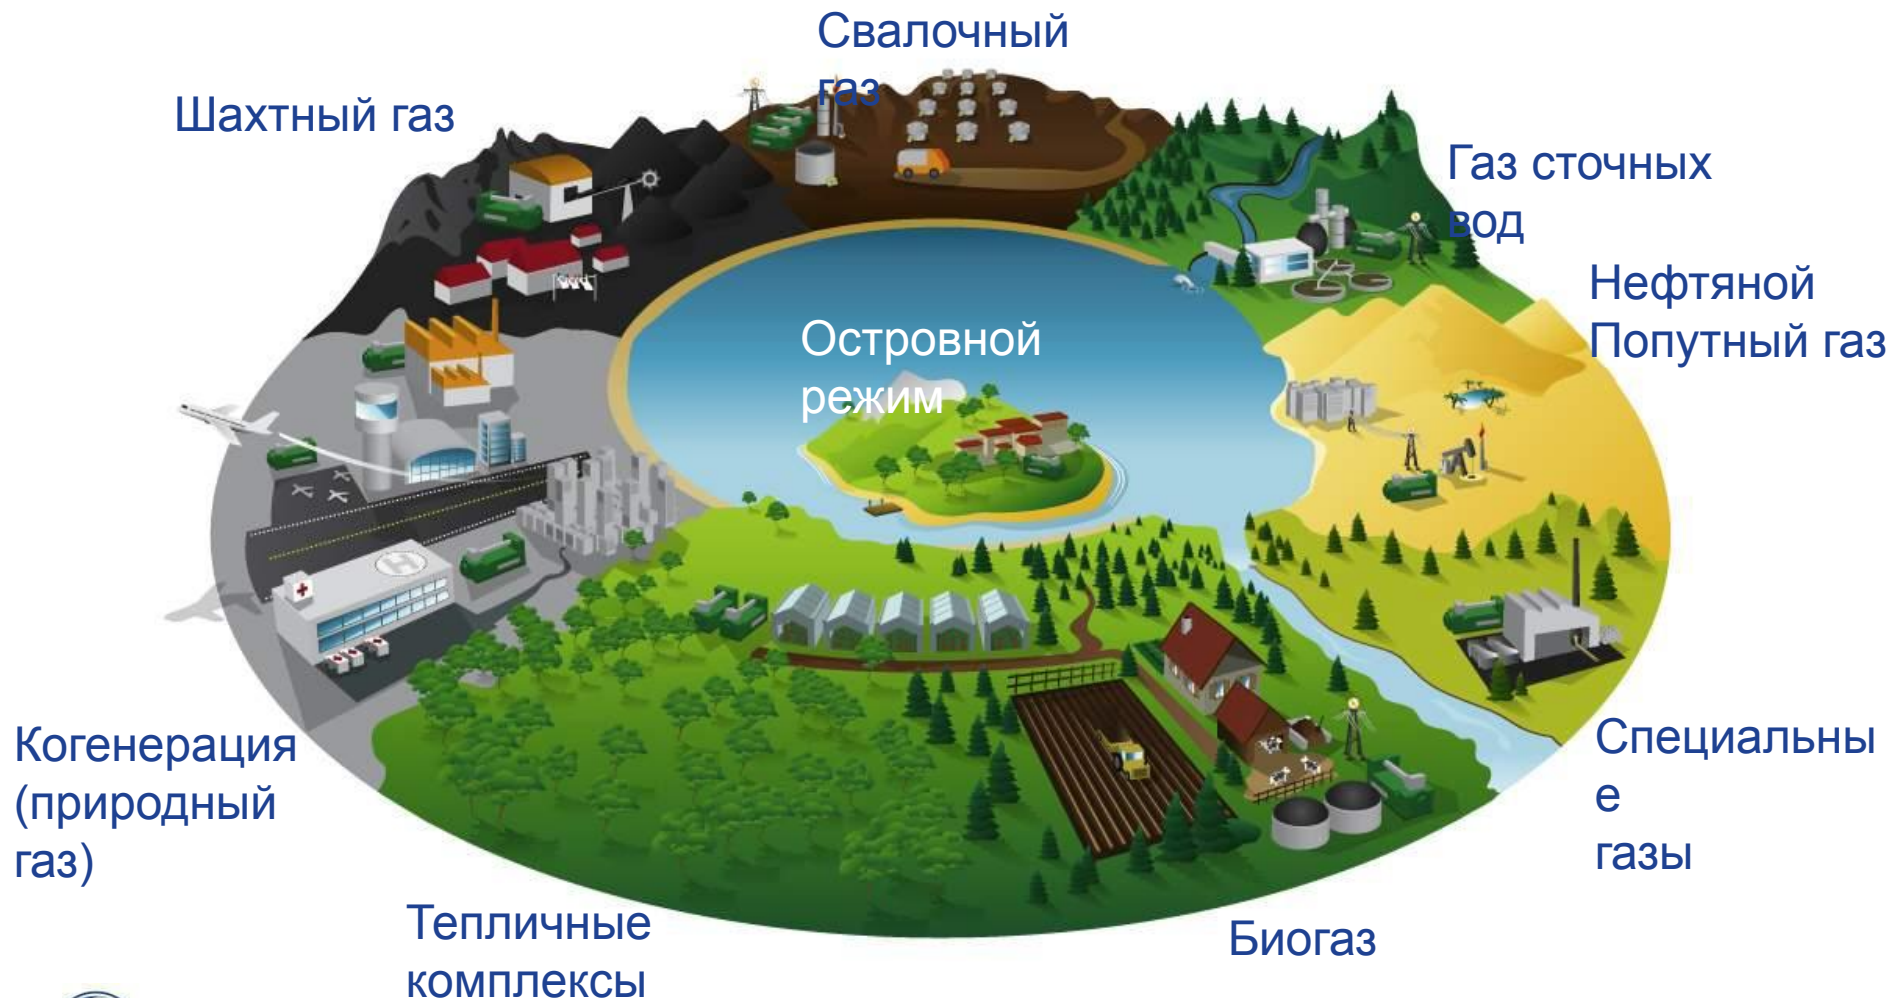 Свалочный
газ
Шахтный газ
Газ сточных
вод
Нефтяной
Попутный газ
Островной
режим
Когенерация
(природный
газ)
Специальны
е
газы
Тепличные
комплексы
Биогаз
H